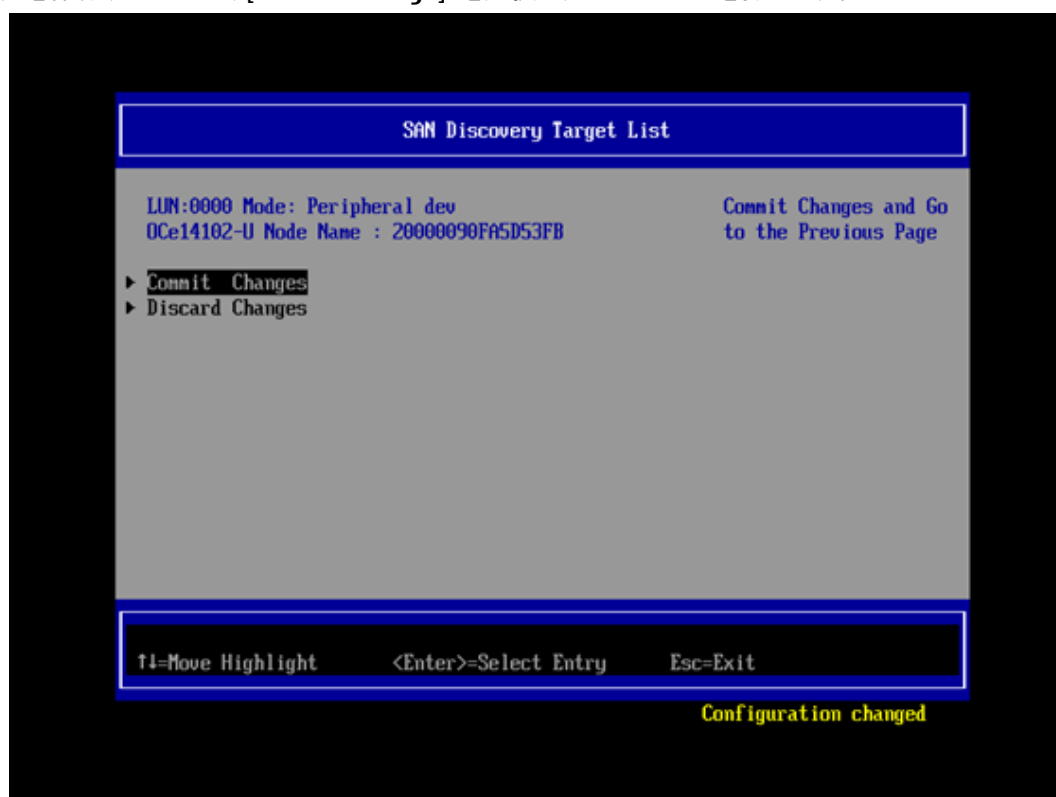 SAN Discovery Target List
LUN:0000 Mode: Peripheral dev
OCe14102-U Node Name : 20000090FA5D53FB
Commit Changes and Go
to the Previous Page
▶ Commit  Changes
▶ Discard Changes
↑↓=Move Highlight <Enter>=Select Entry Esc=Exit
Configuration changed